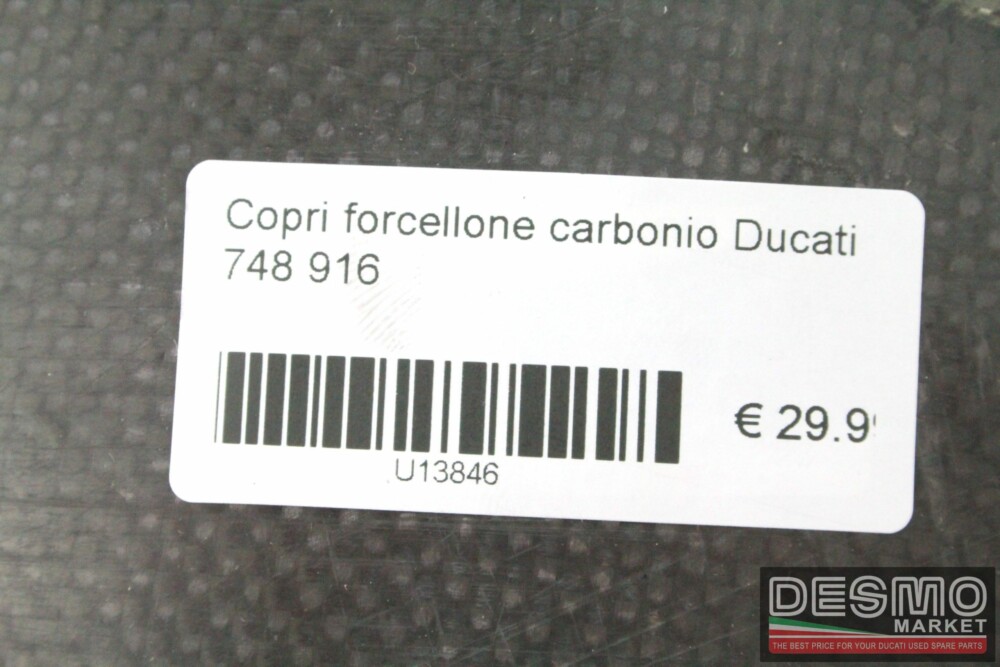 Copri forcellone carbonio Ducati
748 916
€ 29.9
U13846
DESMO
MARKET
THE BEST PRICE FOR YOUR DUCATI USED SPARE PARTS